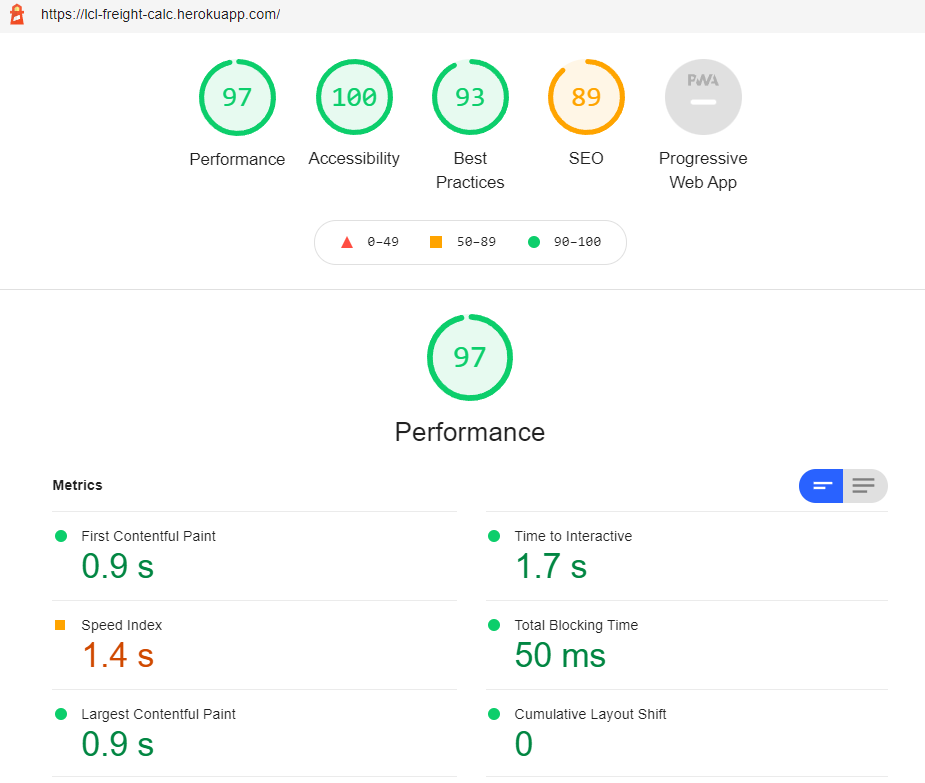 https://lcl-freight-calc.herokuapp.com/
97 100 93 89 PWA
Performance Accessibility Best Practices SEO Progressive Web App
0–49 50–89 90–100
97
Performance
Metrics
First Contentful Paint
0.9 s
Time to Interactive
1.7 s
Speed Index
1.4 s
Total Blocking Time
50 ms
Largest Contentful Paint
0.9 s
Cumulative Layout Shift
0